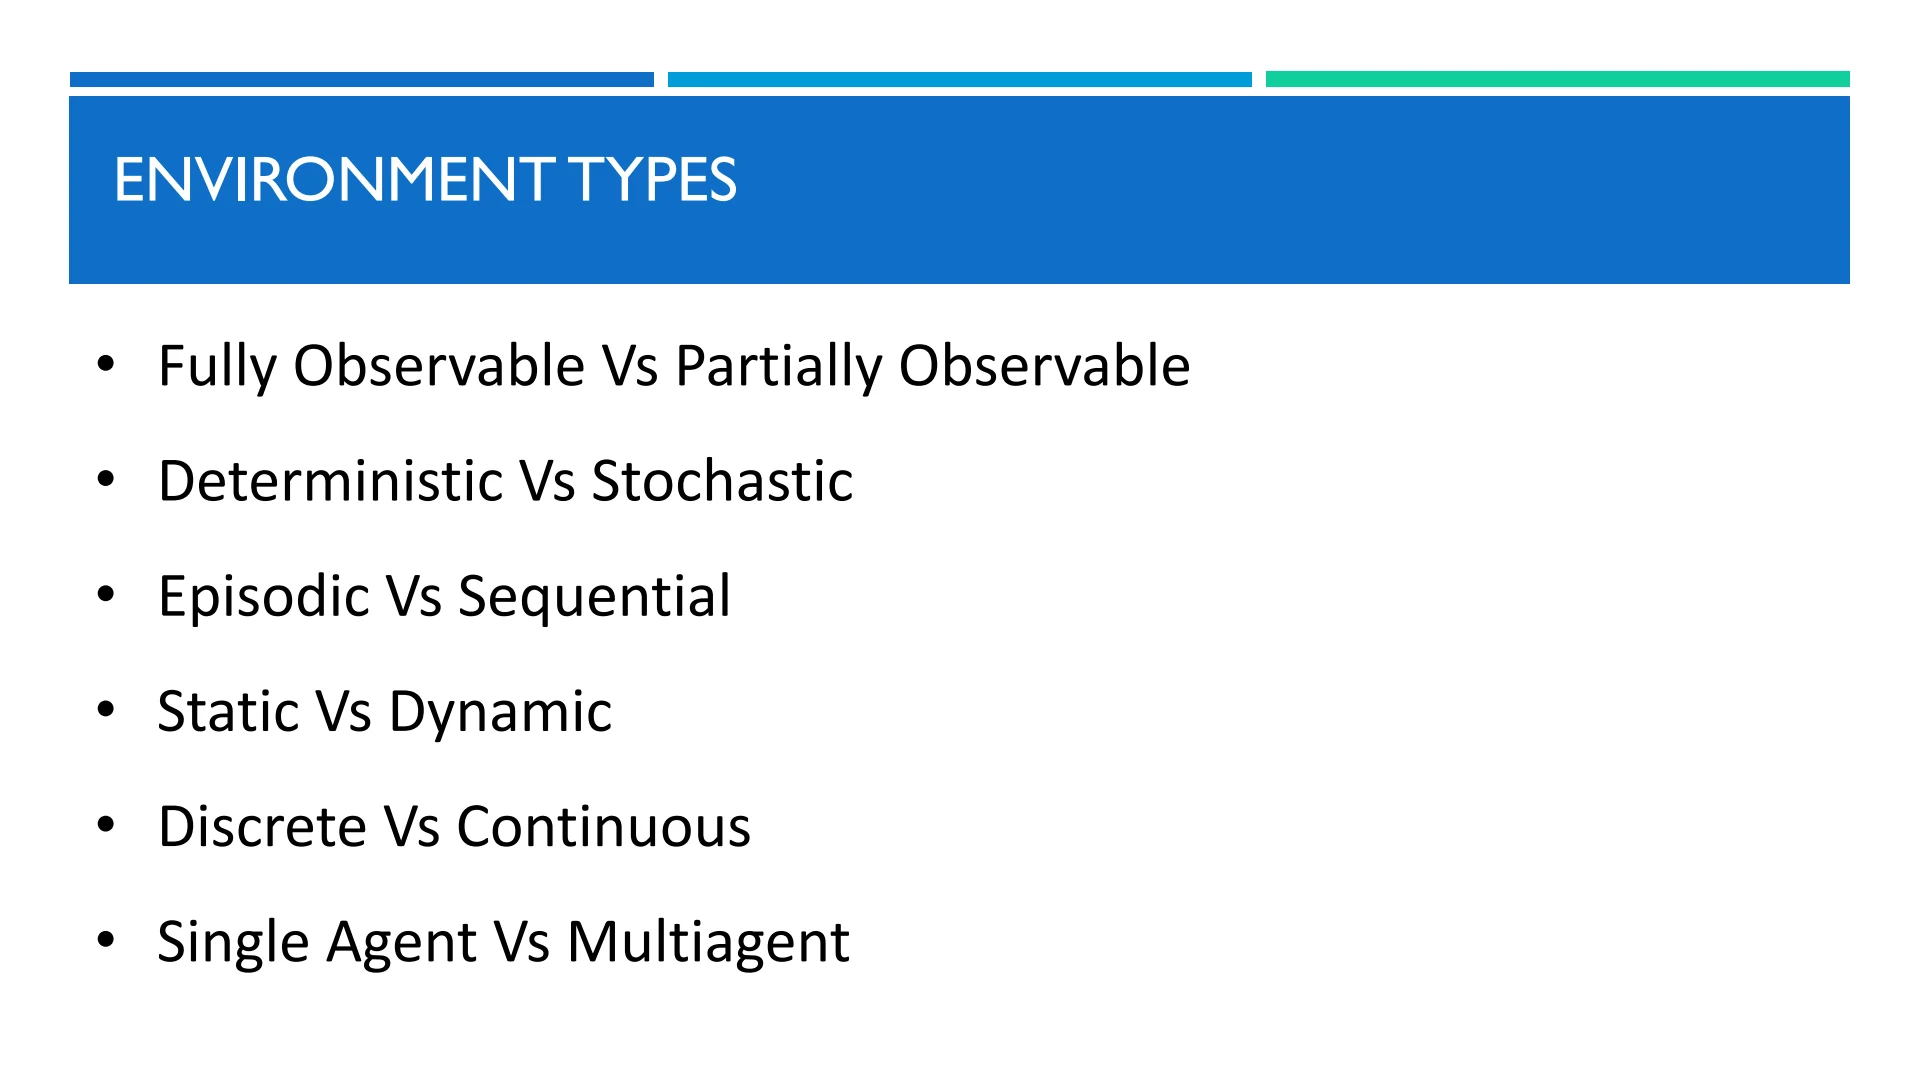 ENVIRONMENT TYPES
• Fully Observable Vs Partially Observable
• Deterministic Vs Stochastic
• Episodic Vs Sequential
• Static Vs Dynamic
• Discrete Vs Continuous
• Single Agent Vs Multiagent